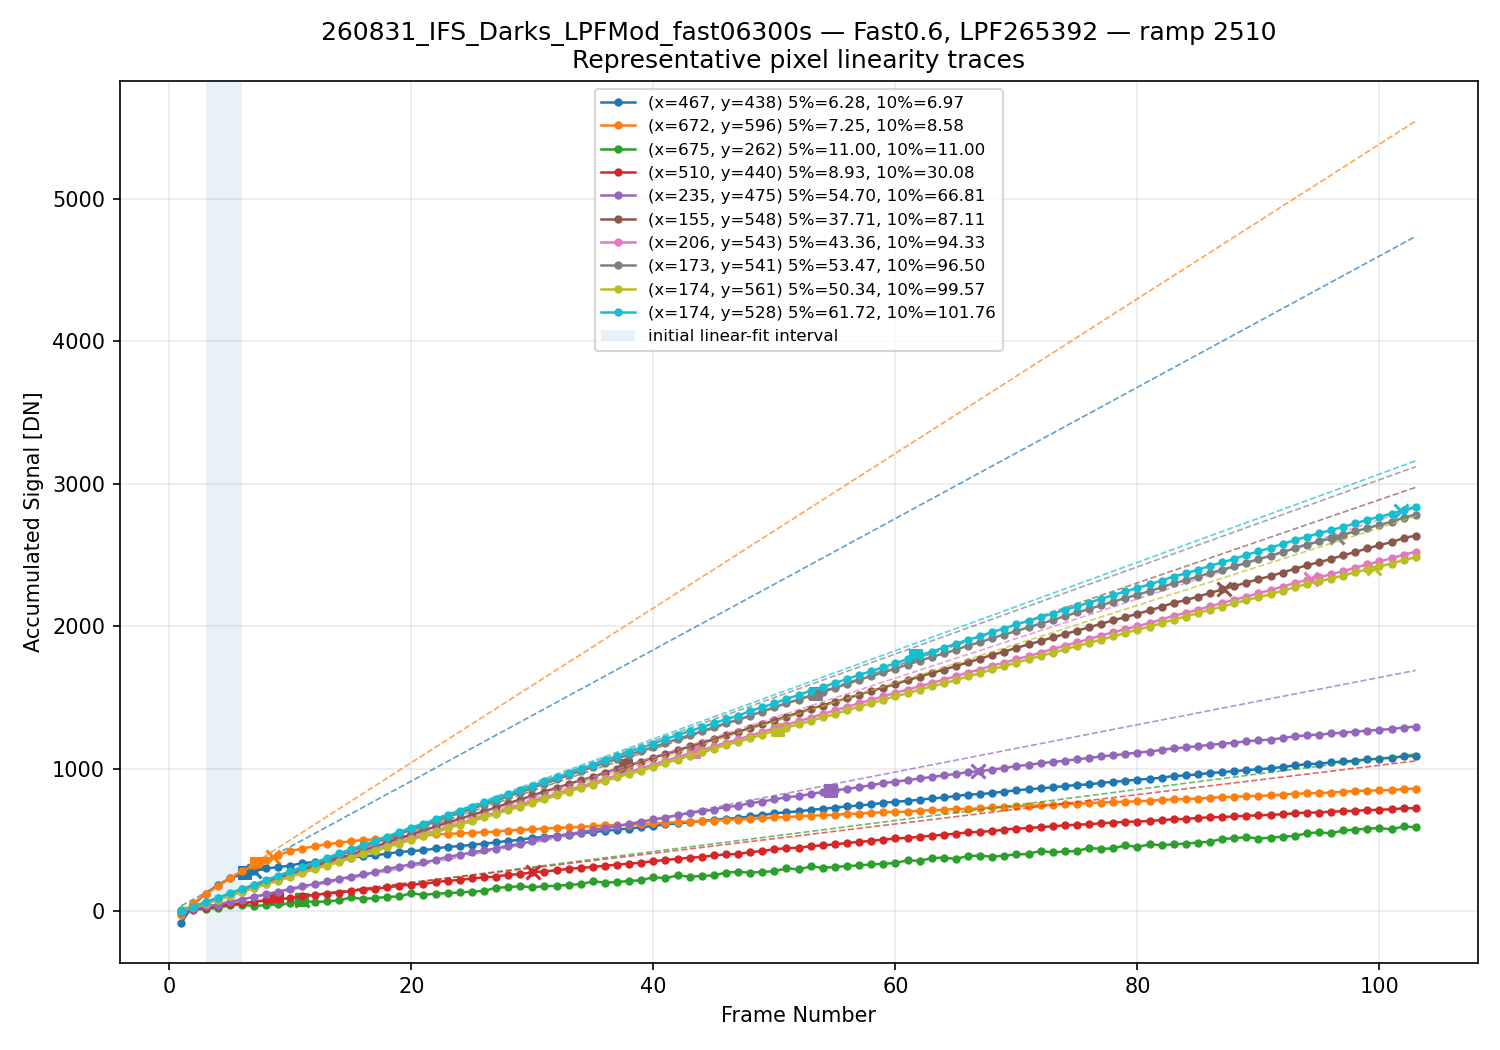 260831_IFS_Darks_LPFMod_fast06300s — Fast0.6, LPF265392 — ramp 2510
Representative pixel linearity traces
(x=467, y=438) 5%=6.28, 10%=6.97
(x=672, y=596) 5%=7.25, 10%=8.58
(x=675, y=262) 5%=11.00, 10%=11.00
(x=510, y=440) 5%=8.93, 10%=30.08
(x=235, y=475) 5%=54.70, 10%=66.81
(x=155, y=548) 5%=37.71, 10%=87.11
(x=206, y=543) 5%=43.36, 10%=94.33
(x=173, y=541) 5%=53.47, 10%=96.50
(x=174, y=561) 5%=50.34, 10%=99.57
(x=174, y=528) 5%=61.72, 10%=101.76
initial linear-fit interval
Accumulated Signal [DN]
5000
4000
3000
2000
1000
0
0 20 40 60 80 100
Frame Number